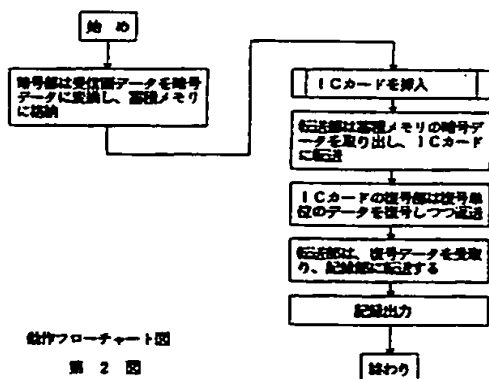 始 め
暗号部は受信画データを暗号
データに変換し、蓄積メモリ
に格納
ICカードを挿入
転送部は蓄積メモリの暗号デ
ータを取り出し、ICカード
に転送
ICカードの復号部は復号単
位のデータを復号しつつ返送
転送部は、復号データを受取
り、記録部に転送する
記録出力
終わり
動作フローチャート図
第 2 図